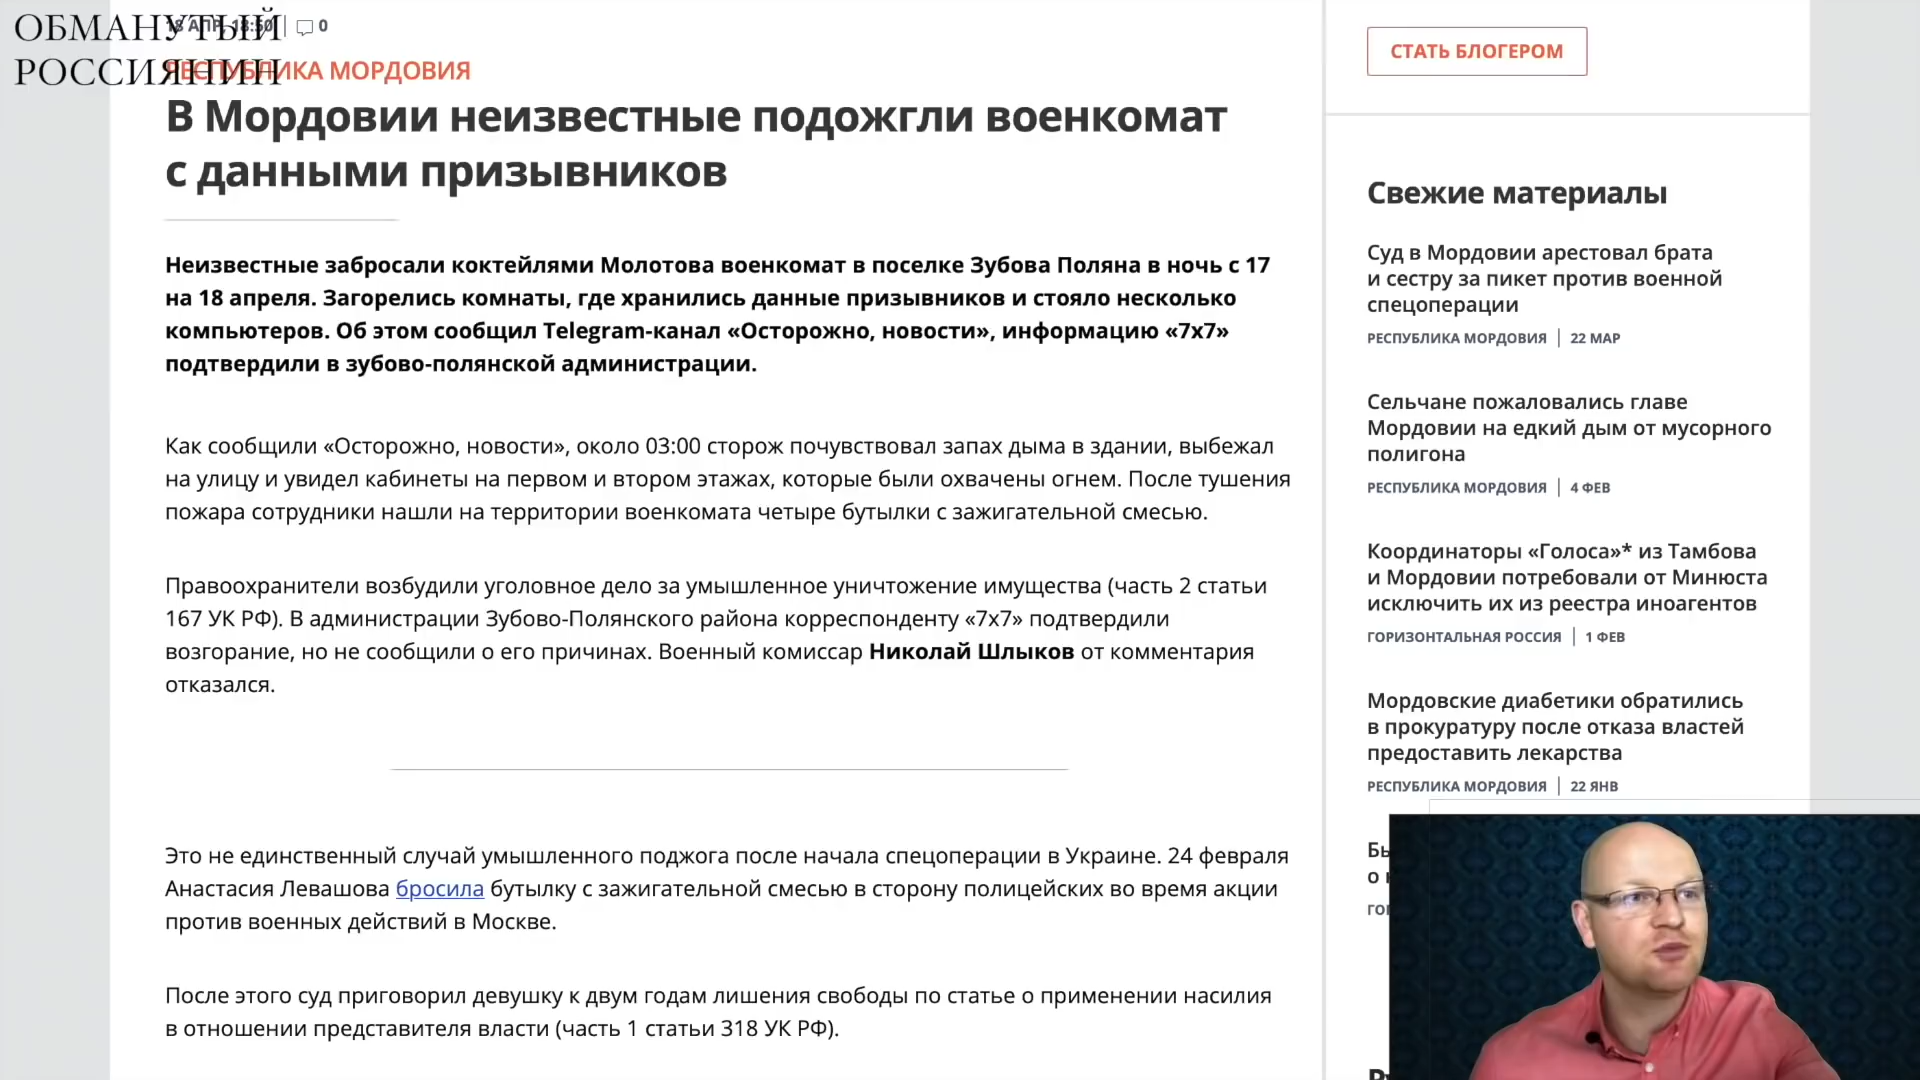 ОБМАНУТЫЙ
РОССИЯНИН
18 АПР, 18:50 | 0
РЕСПУБЛИКА МОРДОВИЯ
В Мордовии неизвестные подожгли военкомат
с данными призывников
Неизвестные забросали коктейлями Молотова военкомат в поселке Зубова Поляна в ночь с 17
на 18 апреля. Загорелись комнаты, где хранились данные призывников и стояло несколько
компьютеров. Об этом сообщил Telegram-канал «Осторожно, новости», информацию «7x7»
подтвердили в зубово-полянской администрации.
Как сообщили «Осторожно, новости», около 03:00 сторож почувствовал запах дыма в здании, выбежал
на улицу и увидел кабинеты на первом и втором этажах, которые были охвачены огнем. После тушения
пожара сотрудники нашли на территории военкомата четыре бутылки с зажигательной смесью.
Правоохранители возбудили уголовное дело за умышленное уничтожение имущества (часть 2 статьи
167 УК РФ). В администрации Зубово-Полянского района корреспонденту «7x7» подтвердили
возгорание, но не сообщили о его причинах. Военный комиссар Николай Шлыков от комментария
отказался.
Это не единственный случай умышленного поджога после начала спецоперации в Украине. 24 февраля
Анастасия Левашова бросила бутылку с зажигательной смесью в сторону полицейских во время акции
против военных действий в Москве.
После этого суд приговорил девушку к двум годам лишения свободы по статье о применении насилия
в отношении представителя власти (часть 1 статьи 318 УК РФ).
СТАТЬ БЛОГЕРОМ
Свежие материалы
Суд в Мордовии арестовал брата
и сестру за пикет против военной
спецоперации
РЕСПУБЛИКА МОРДОВИЯ | 22 МАР
Сельчане пожаловались главе
Мордовии на едкий дым от мусорного
полигона
РЕСПУБЛИКА МОРДОВИЯ | 4 ФЕВ
Координаторы «Голоса»* из Тамбова
и Мордовии потребовали от Минюста
исключить их из реестра иноагентов
ГОРИЗОНТАЛЬНАЯ РОССИЯ | 1 ФЕВ
Мордовские диабетики обратились
в прокуратуру после отказа властей
предоставить лекарства
РЕСПУБЛИКА МОРДОВИЯ | 22 ЯНВ